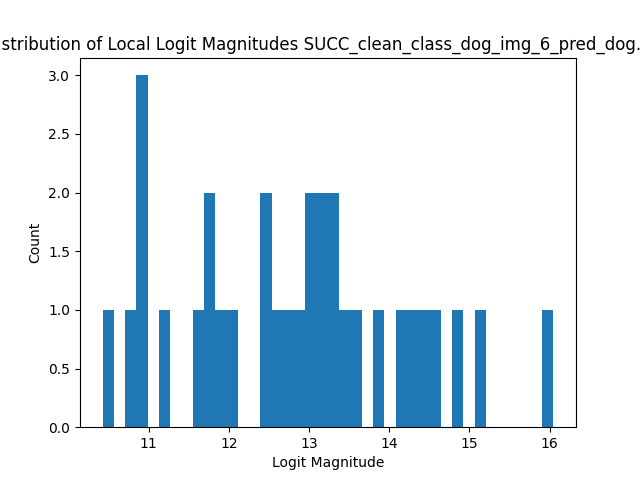 stribution of Local Logit Magnitudes SUCC_clean_class_dog_img_6_pred_dog.
3.0
2.5
2.0
1.5
1.0
0.5
0.0
Count
11 12 13 14 15 16
Logit Magnitude